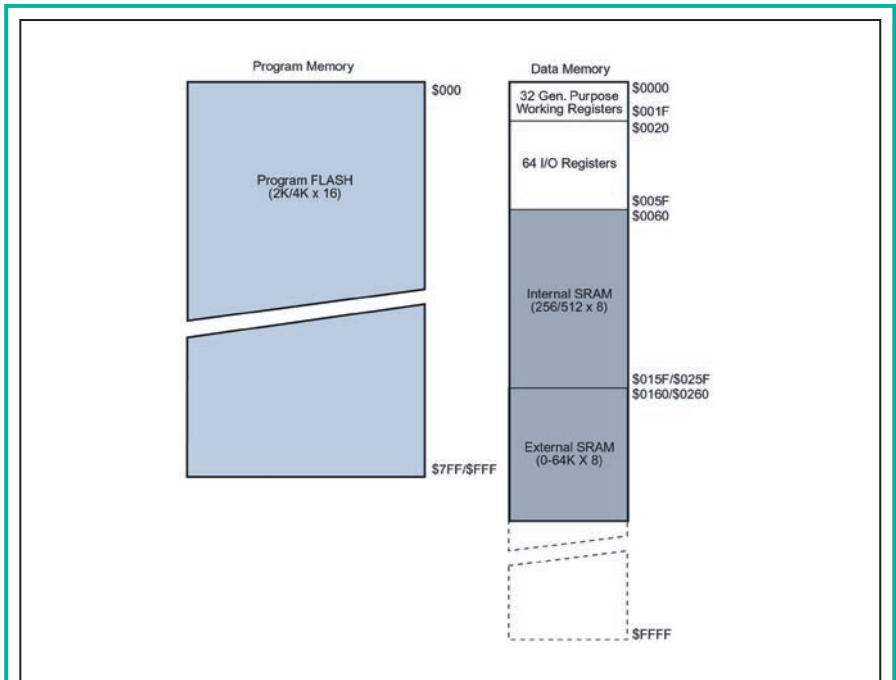 Program Memory
$000
Program FLASH
(2K/4K x 16)
$7FF/$FFF
Data Memory
$0000
32 Gen. Purpose
Working Registers
$001F
$0020
64 I/O Registers
$005F
$0060
Internal SRAM
(256/512 x 8)
$015F/$025F
$0160/$0260
External SRAM
(0-64K X 8)
$FFFF